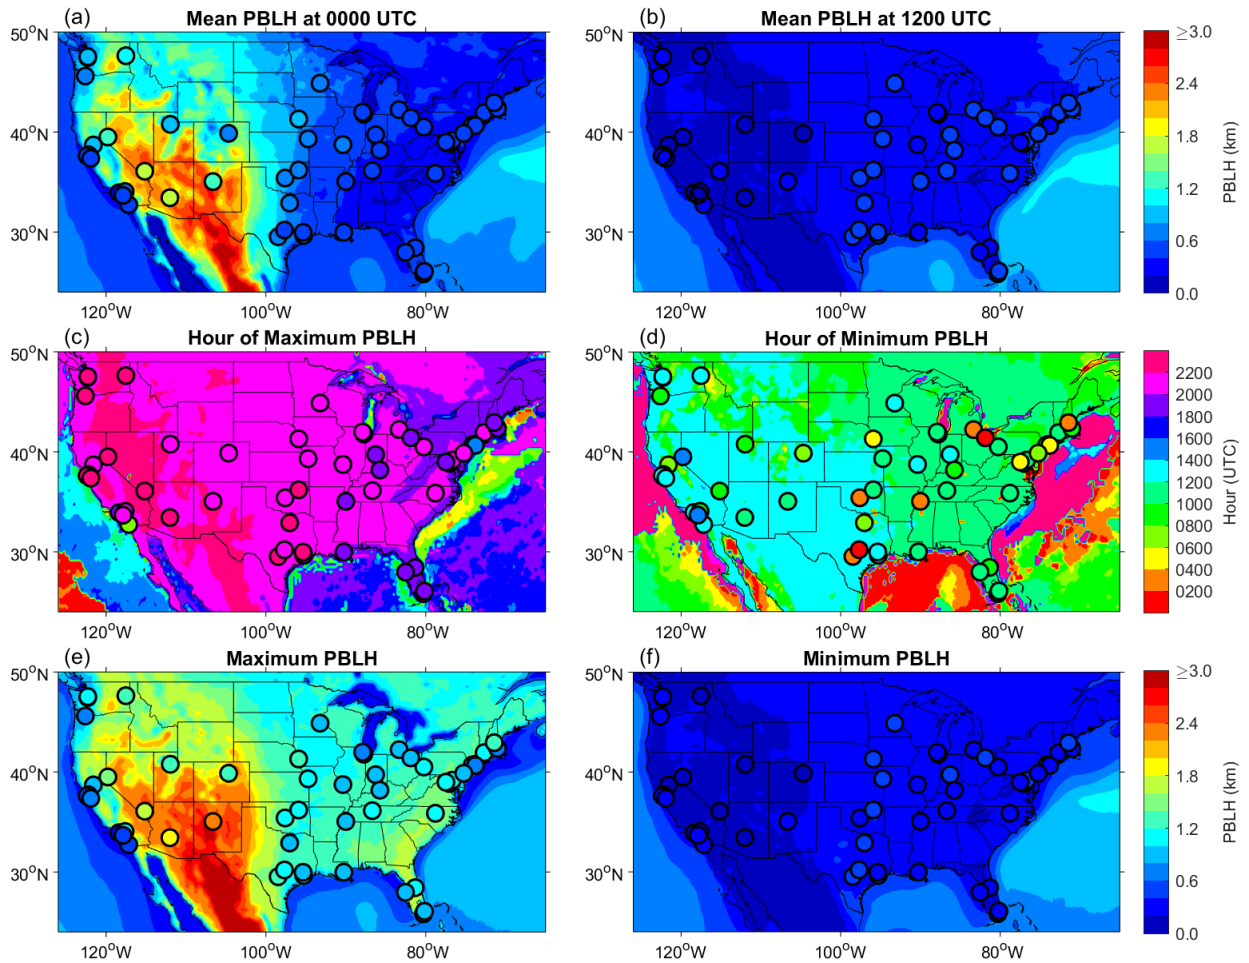 (a) Mean PBLH at 0000 UTC
(b) Mean PBLH at 1200 UTC
50°N
40°N
30°N
120°W 100°W 80°W
50°N
40°N
30°N
120°W 100°W 80°W
≥3.0
2.4
1.8
1.2
0.6
0.0
PBLH (km)
(c) Hour of Maximum PBLH
(d) Hour of Minimum PBLH
50°N
40°N
30°N
120°W 100°W 80°W
50°N
40°N
30°N
120°W 100°W 80°W
2200
2000
1800
1600
1400
1200
1000
0800
0600
0400
0200
Hour (UTC)
(e) Maximum PBLH
(f) Minimum PBLH
50°N
40°N
30°N
120°W 100°W 80°W
50°N
40°N
30°N
120°W 100°W 80°W
≥3.0
2.4
1.8
1.2
0.6
0.0
PBLH (km)